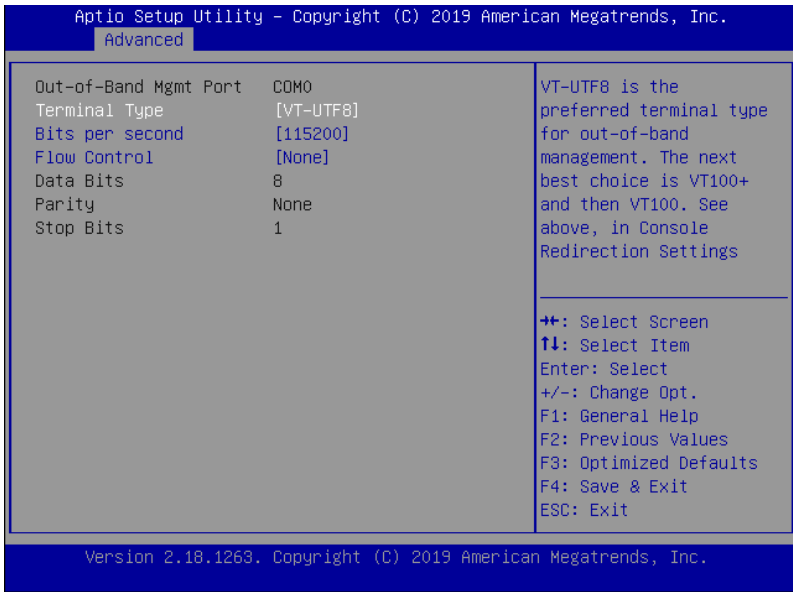 Aptio Setup Utility – Copyright (C) 2019 American Megatrends, Inc.
Advanced
Out-of-Band Mgmt Port COM0
Terminal Type [VT-UTF8]
Bits per second [115200]
Flow Control [None]
Data Bits 8
Parity None
Stop Bits 1
VT-UTF8 is the
preferred terminal type
for out-of-band
management. The next
best choice is VT100+
and then VT100. See
above, in Console
Redirection Settings
→←: Select Screen
↑↓: Select Item
Enter: Select
+/-: Change Opt.
F1: General Help
F2: Previous Values
F3: Optimized Defaults
F4: Save & Exit
ESC: Exit
Version 2.18.1263. Copyright (C) 2019 American Megatrends, Inc.